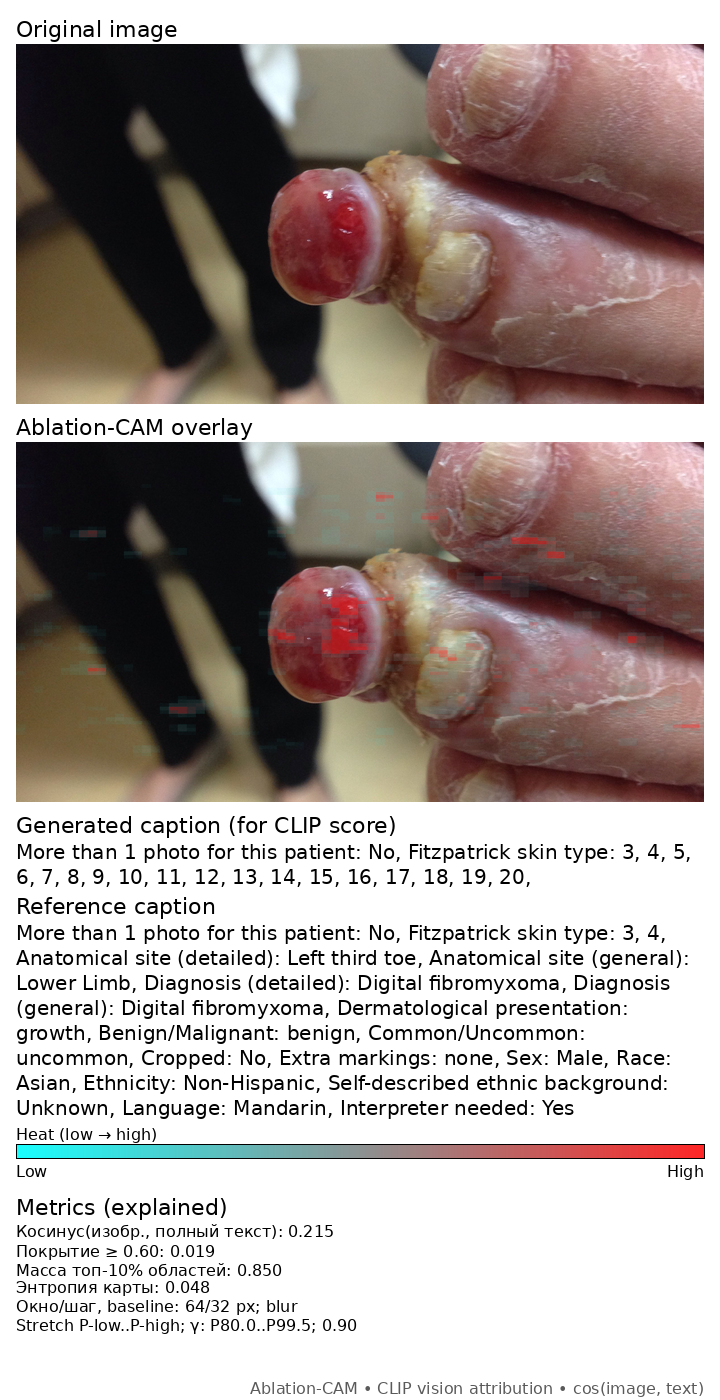 Original image
Ablation-CAM overlay
Generated caption (for CLIP score)
More than 1 photo for this patient: No, Fitzpatrick skin type: 3, 4, 5,
6, 7, 8, 9, 10, 11, 12, 13, 14, 15, 16, 17, 18, 19, 20,
Reference caption
More than 1 photo for this patient: No, Fitzpatrick skin type: 3, 4,
Anatomical site (detailed): Left third toe, Anatomical site (general):
Lower Limb, Diagnosis (detailed): Digital fibromyxoma, Diagnosis
(general): Digital fibromyxoma, Dermatological presentation:
growth, Benign/Malignant: benign, Common/Uncommon:
uncommon, Cropped: No, Extra markings: none, Sex: Male, Race:
Asian, Ethnicity: Non-Hispanic, Self-described ethnic background:
Unknown, Language: Mandarin, Interpreter needed: Yes
Heat (low → high)
Low High
Metrics (explained)
Косинус(изобр., полный текст): 0.215
Покрытие ≥ 0.60: 0.019
Масса топ-10% областей: 0.850
Энтропия карты: 0.048
Окно/шаг, baseline: 64/32 px; blur
Stretch P-low..P-high; γ: P80.0..P99.5; 0.90
Ablation-CAM • CLIP vision attribution • cos(image, text)